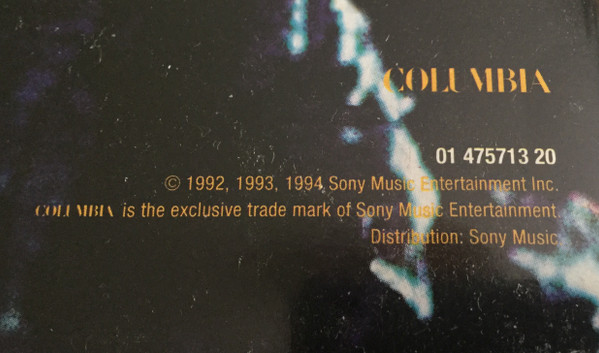 COLUMBIA
01 475713 20
© 1992, 1993, 1994 Sony Music Entertainment Inc.
COLUMBIA is the exclusive trade mark of Sony Music Entertainment.
Distribution: Sony Music